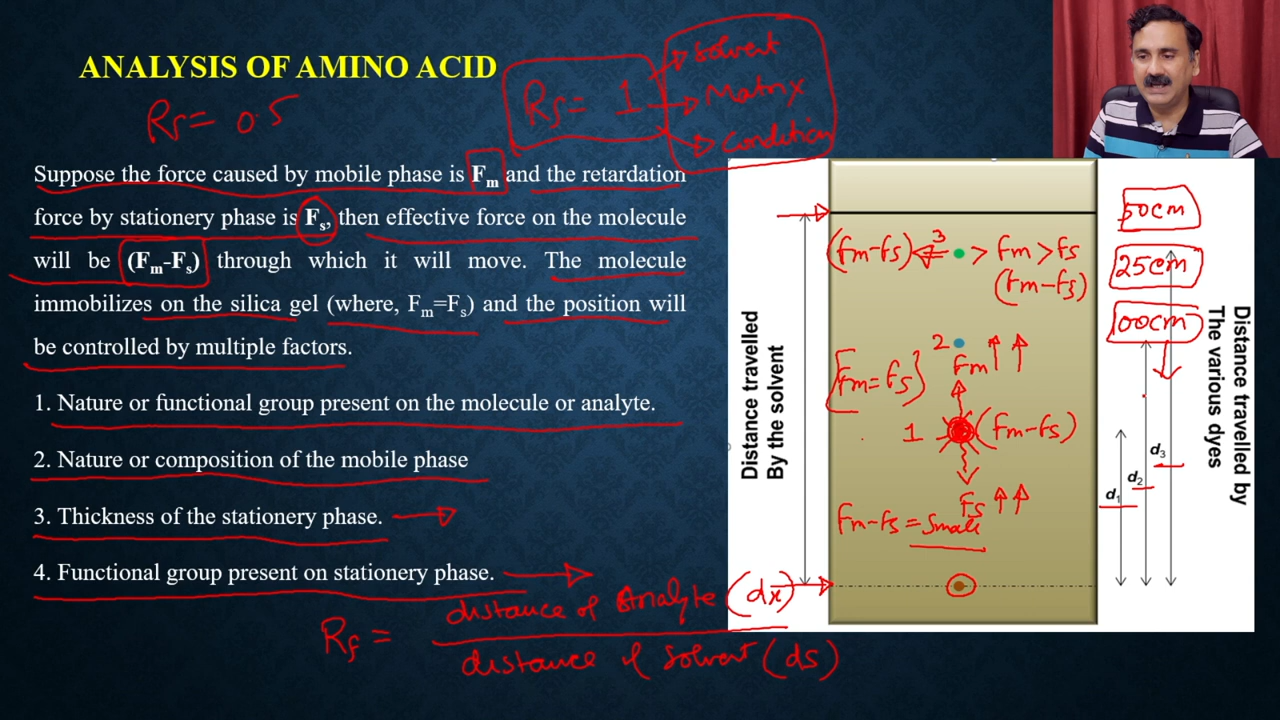 ANALYSIS OF AMINO ACID
Rf = 0.5
Rf = 1
Solvent
Matrix
Condition
Suppose the force caused by mobile phase is Fm and the retardation
force by stationery phase is Fs, then effective force on the molecule
will be (Fm-Fs) through which it will move. The molecule
immobilizes on the silica gel (where, Fm=Fs) and the position will
be controlled by multiple factors.
1. Nature or functional group present on the molecule or analyte.
2. Nature or composition of the mobile phase
3. Thickness of the stationery phase.
4. Functional group present on stationery phase.
Rf = distance of Analyte (dx)
distance of Solvent (ds)
Distance travelled
By the solvent
(Fm-Fs) 3 > Fm > Fs
(Fm-Fs)
2
Fm
[Fm=Fs}
1 (Fm-Fs)
Fs
Fm-Fs = Small
50cm
25cm
100cm
d1
d2
d3
Distance travelled by
The various dyes